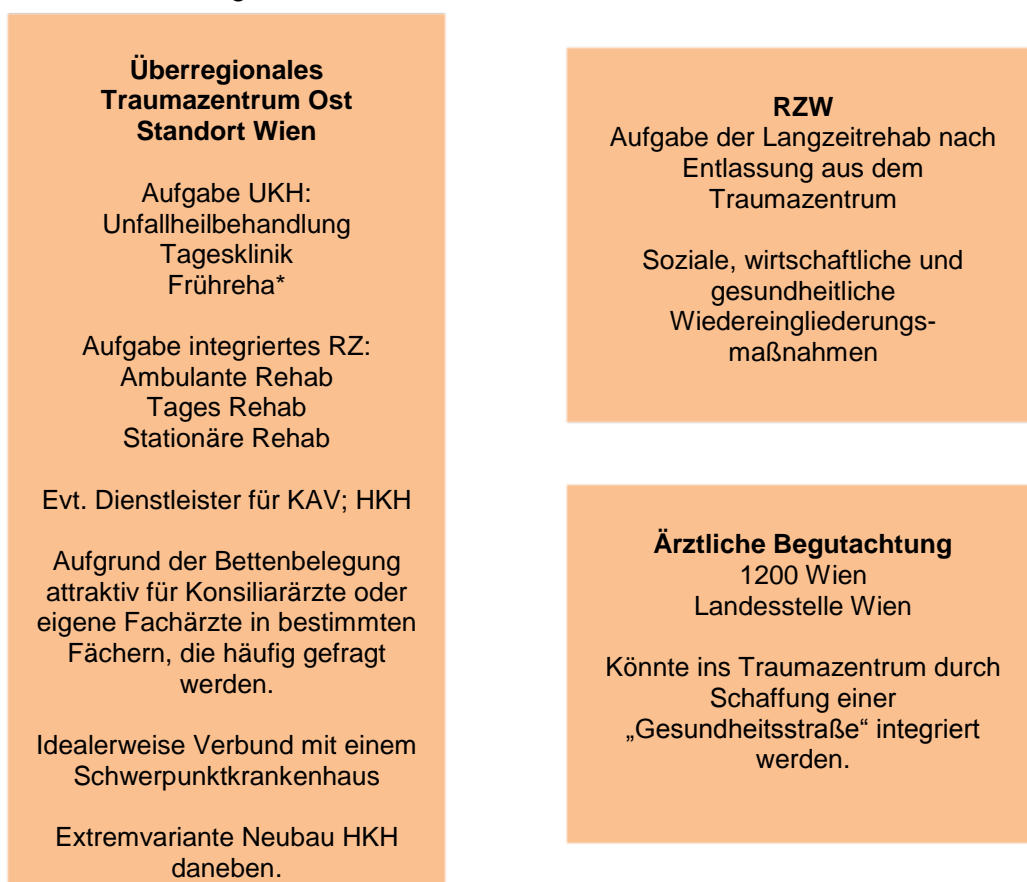 Überregionales
Traumazentrum Ost
Standort Wien
Aufgabe UKH:
Unfallheilbehandlung
Tagesklinik
Frühreha*
Aufgabe integriertes RZ:
Ambulante Rehab
Tages Rehab
Stationäre Rehab
Evt. Dienstleister für KAV; HKH
Aufgrund der Bettenbelegung
attraktiv für Konsiliarärzte oder
eigene Fachärzte in bestimmten
Fächern, die häufig gefragt
werden.
Idealerweise Verbund mit einem
Schwerpunktkrankenhaus
Extremvariante Neubau HKH
daneben.
RZW
Aufgabe der Langzeitrehab nach
Entlassung aus dem
Traumazentrum
Soziale, wirtschaftliche und
gesundheitliche
Wiedereingliederungs-
maßnahmen
Ärztliche Begutachtung
1200 Wien
Landesstelle Wien
Könnte ins Traumazentrum durch
Schaffung einer
„Gesundheitsstraße“ integriert
werden.